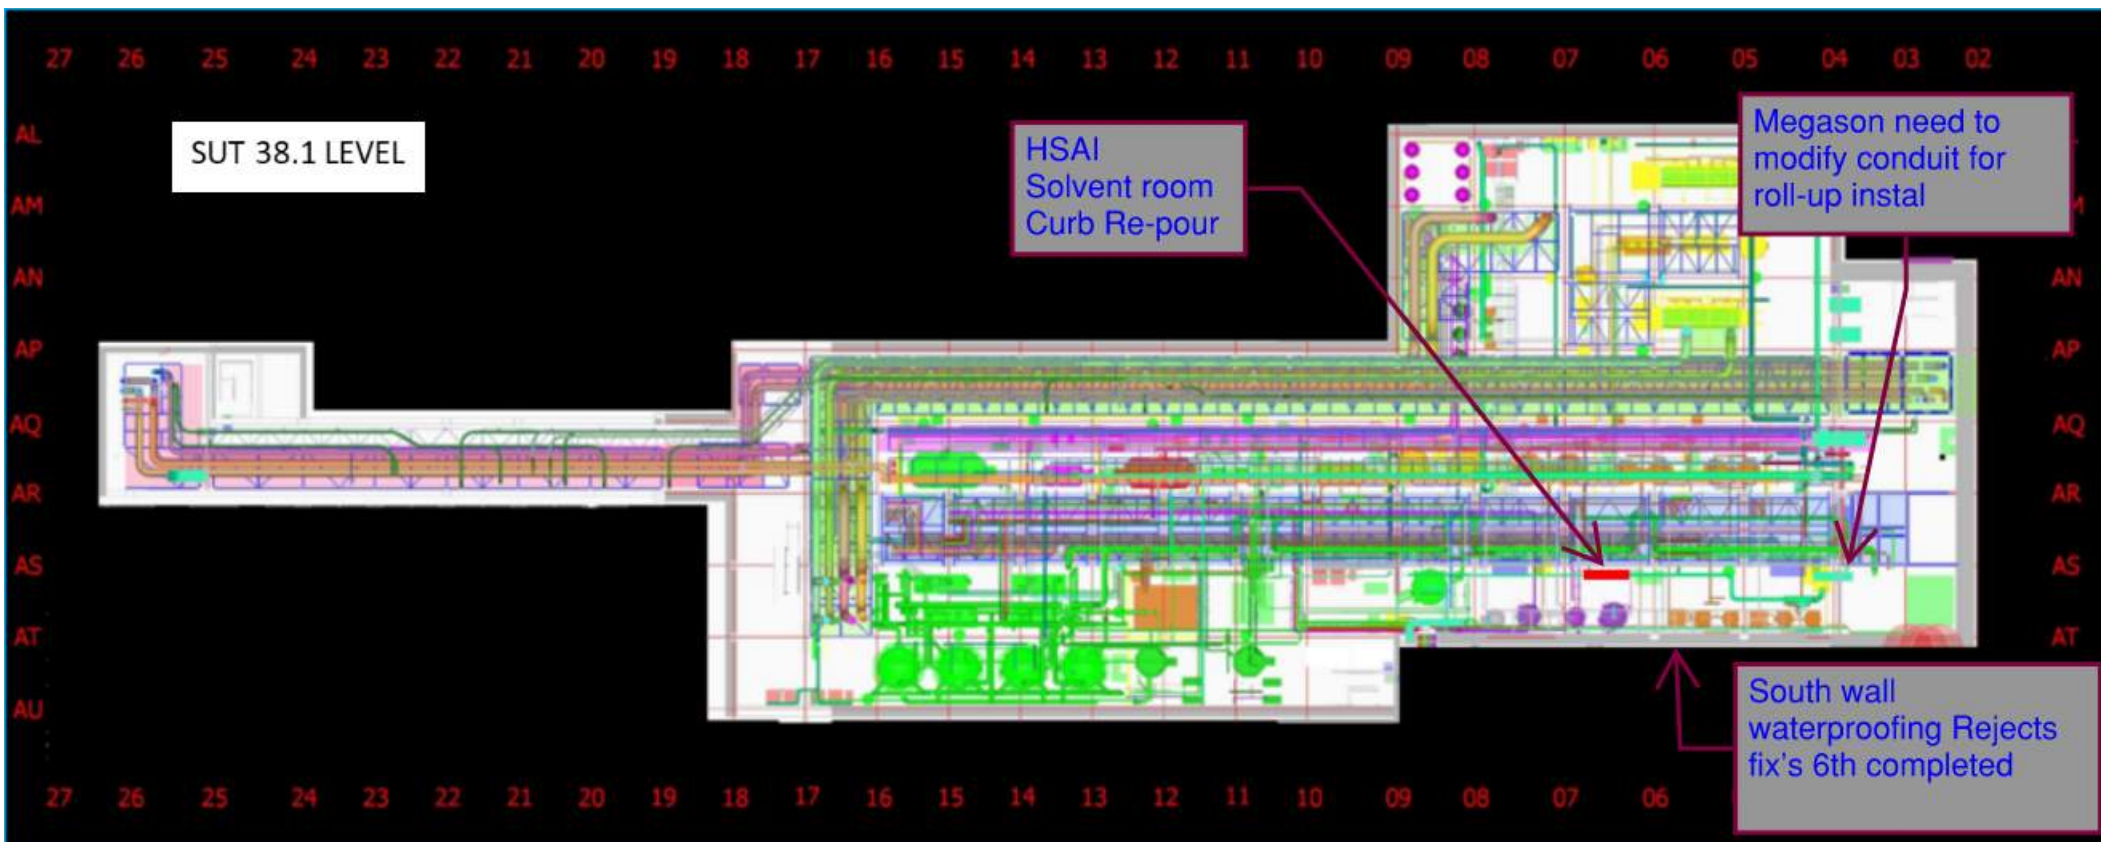 27 26 25 24 23 22 21 20 19 18 17 16 15 14 13 12 11 10 09 08 07 06 05 04 03 02
AL
SUT 38.1 LEVEL
HSAI
Solvent room
Curb Re-pour
Megason need to
modify conduit for
roll-up instal
AM
AN AN
AP AP
AQ AQ
AR AR
AS AS
AT AT
AU
South wall
waterproofing Rejects
fix's 6th completed
27 26 25 24 23 22 21 20 19 18 17 16 15 14 13 12 11 10 09 08 07 06